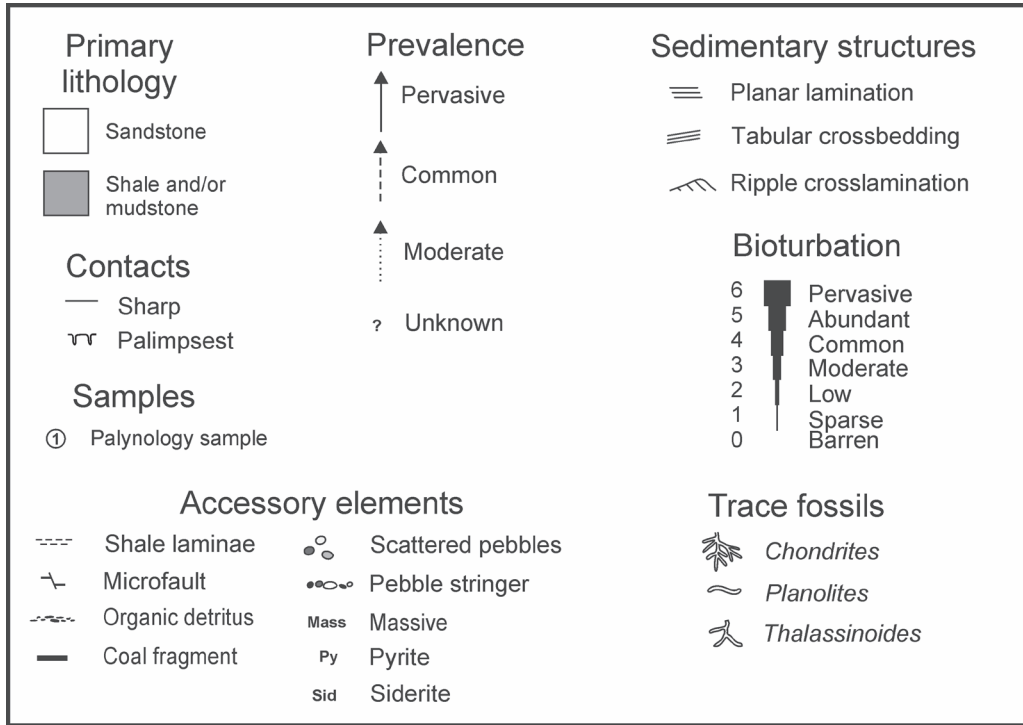 Primary
lithology
Sandstone
Shale and/or
mudstone
Contacts
Sharp
Palimpsest
Samples
1 Palynology sample
Prevalence
Pervasive
Common
Moderate
? Unknown
Sedimentary structures
Planar lamination
Tabular crossbedding
Ripple crosslamination
Bioturbation
6 Pervasive
5 Abundant
4 Common
3 Moderate
2 Low
1 Sparse
0 Barren
Accessory elements
Shale laminae
Microfault
Organic detritus
Coal fragment
Scattered pebbles
Pebble stringer
Mass Massive
Py Pyrite
Sid Siderite
Trace fossils
Chondrites
Planolites
Thalassinoides